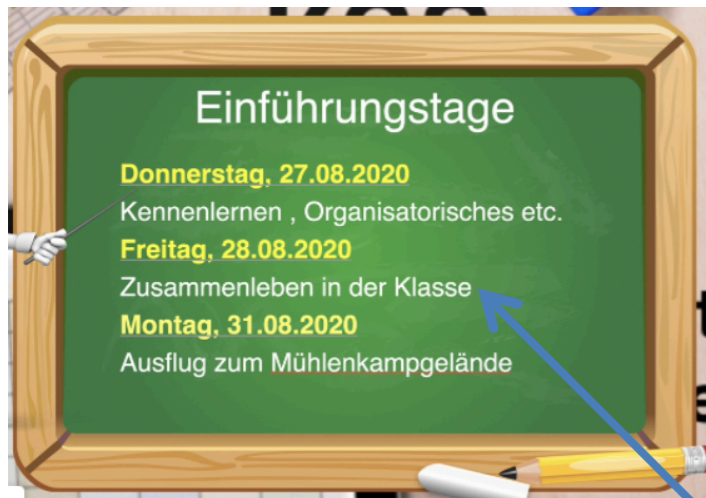 Einführungstage
Donnerstag, 27.08.2020
Kennenlernen , Organisatorisches etc.
Freitag, 28.08.2020
Zusammenleben in der Klasse
Montag, 31.08.2020
Ausflug zum Mühlenkampgelände